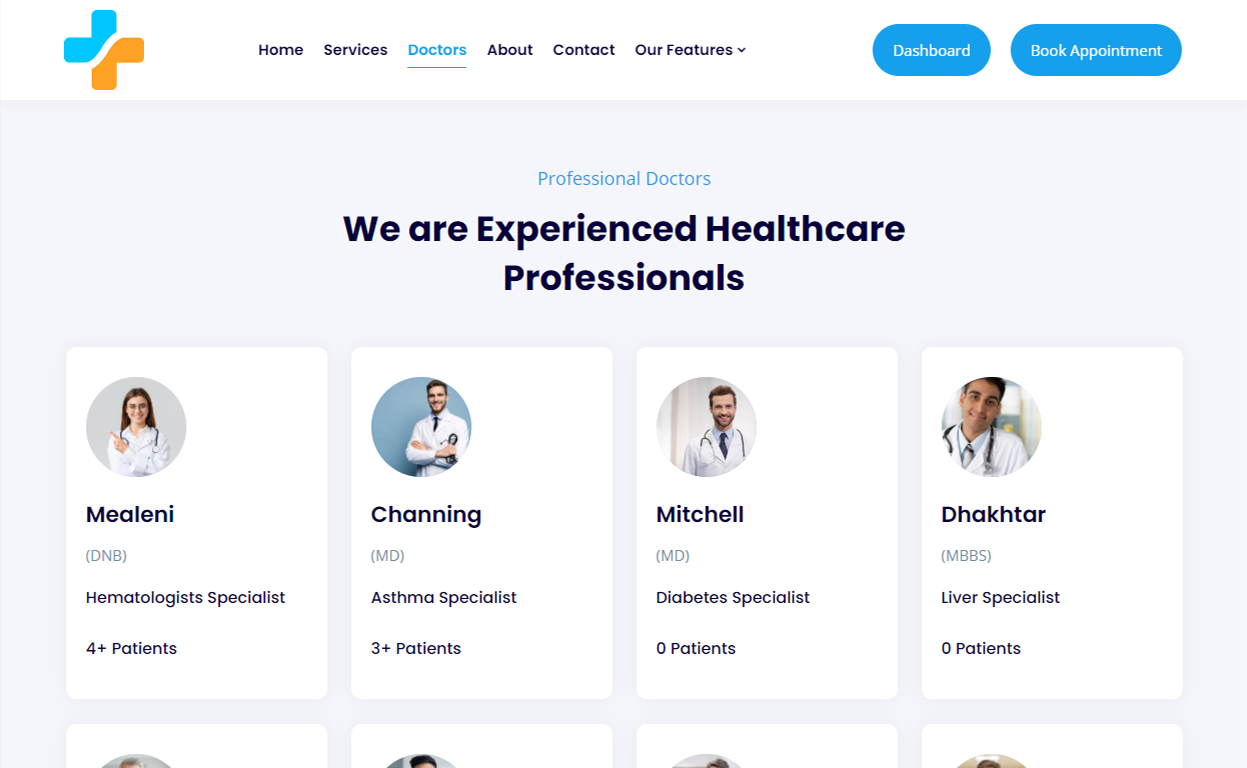 Home Services Doctors About Contact Our Features
Dashboard
Book Appointment
Professional Doctors
We are Experienced Healthcare
Professionals
Mealeni
(DNB)
Hematologists Specialist
4+ Patients
Channing
(MD)
Asthma Specialist
3+ Patients
Mitchell
(MD)
Diabetes Specialist
0 Patients
Dhakhtar
(MBBS)
Liver Specialist
0 Patients